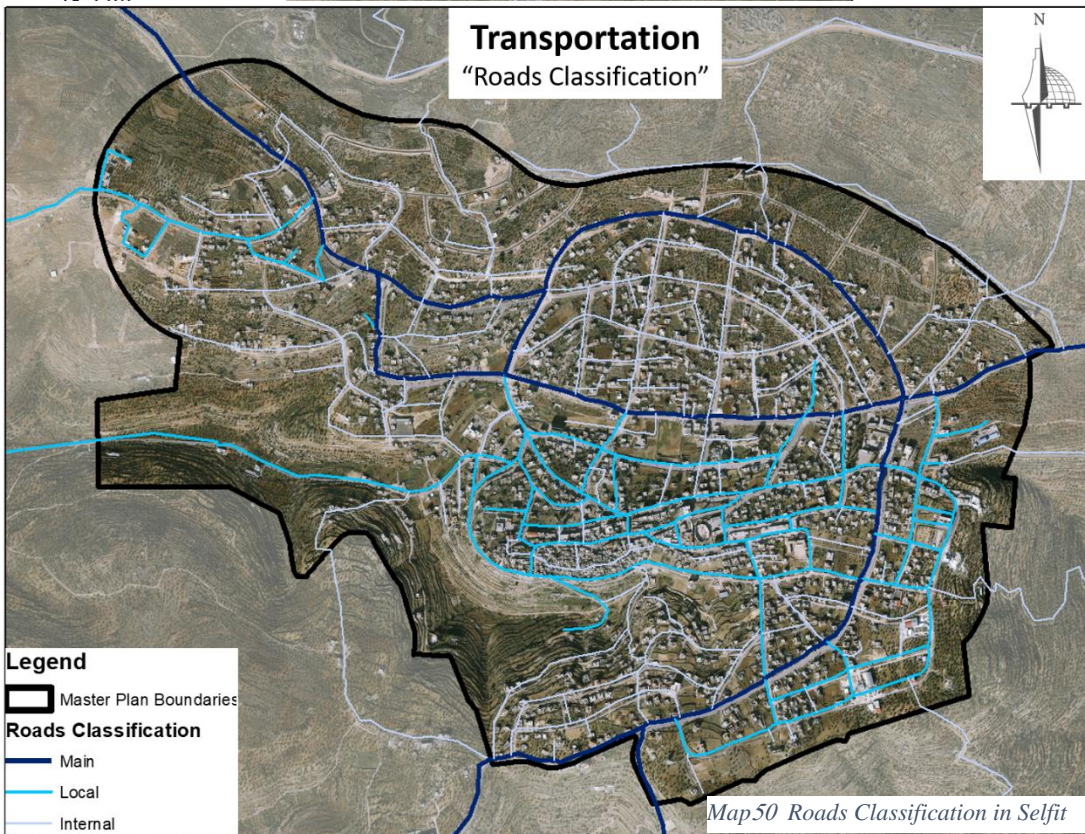 Transportation
“Roads Classification”
N
Legend
Master Plan Boundaries
Roads Classification
Main
Local
Internal
Map50 Roads Classification in Selfit